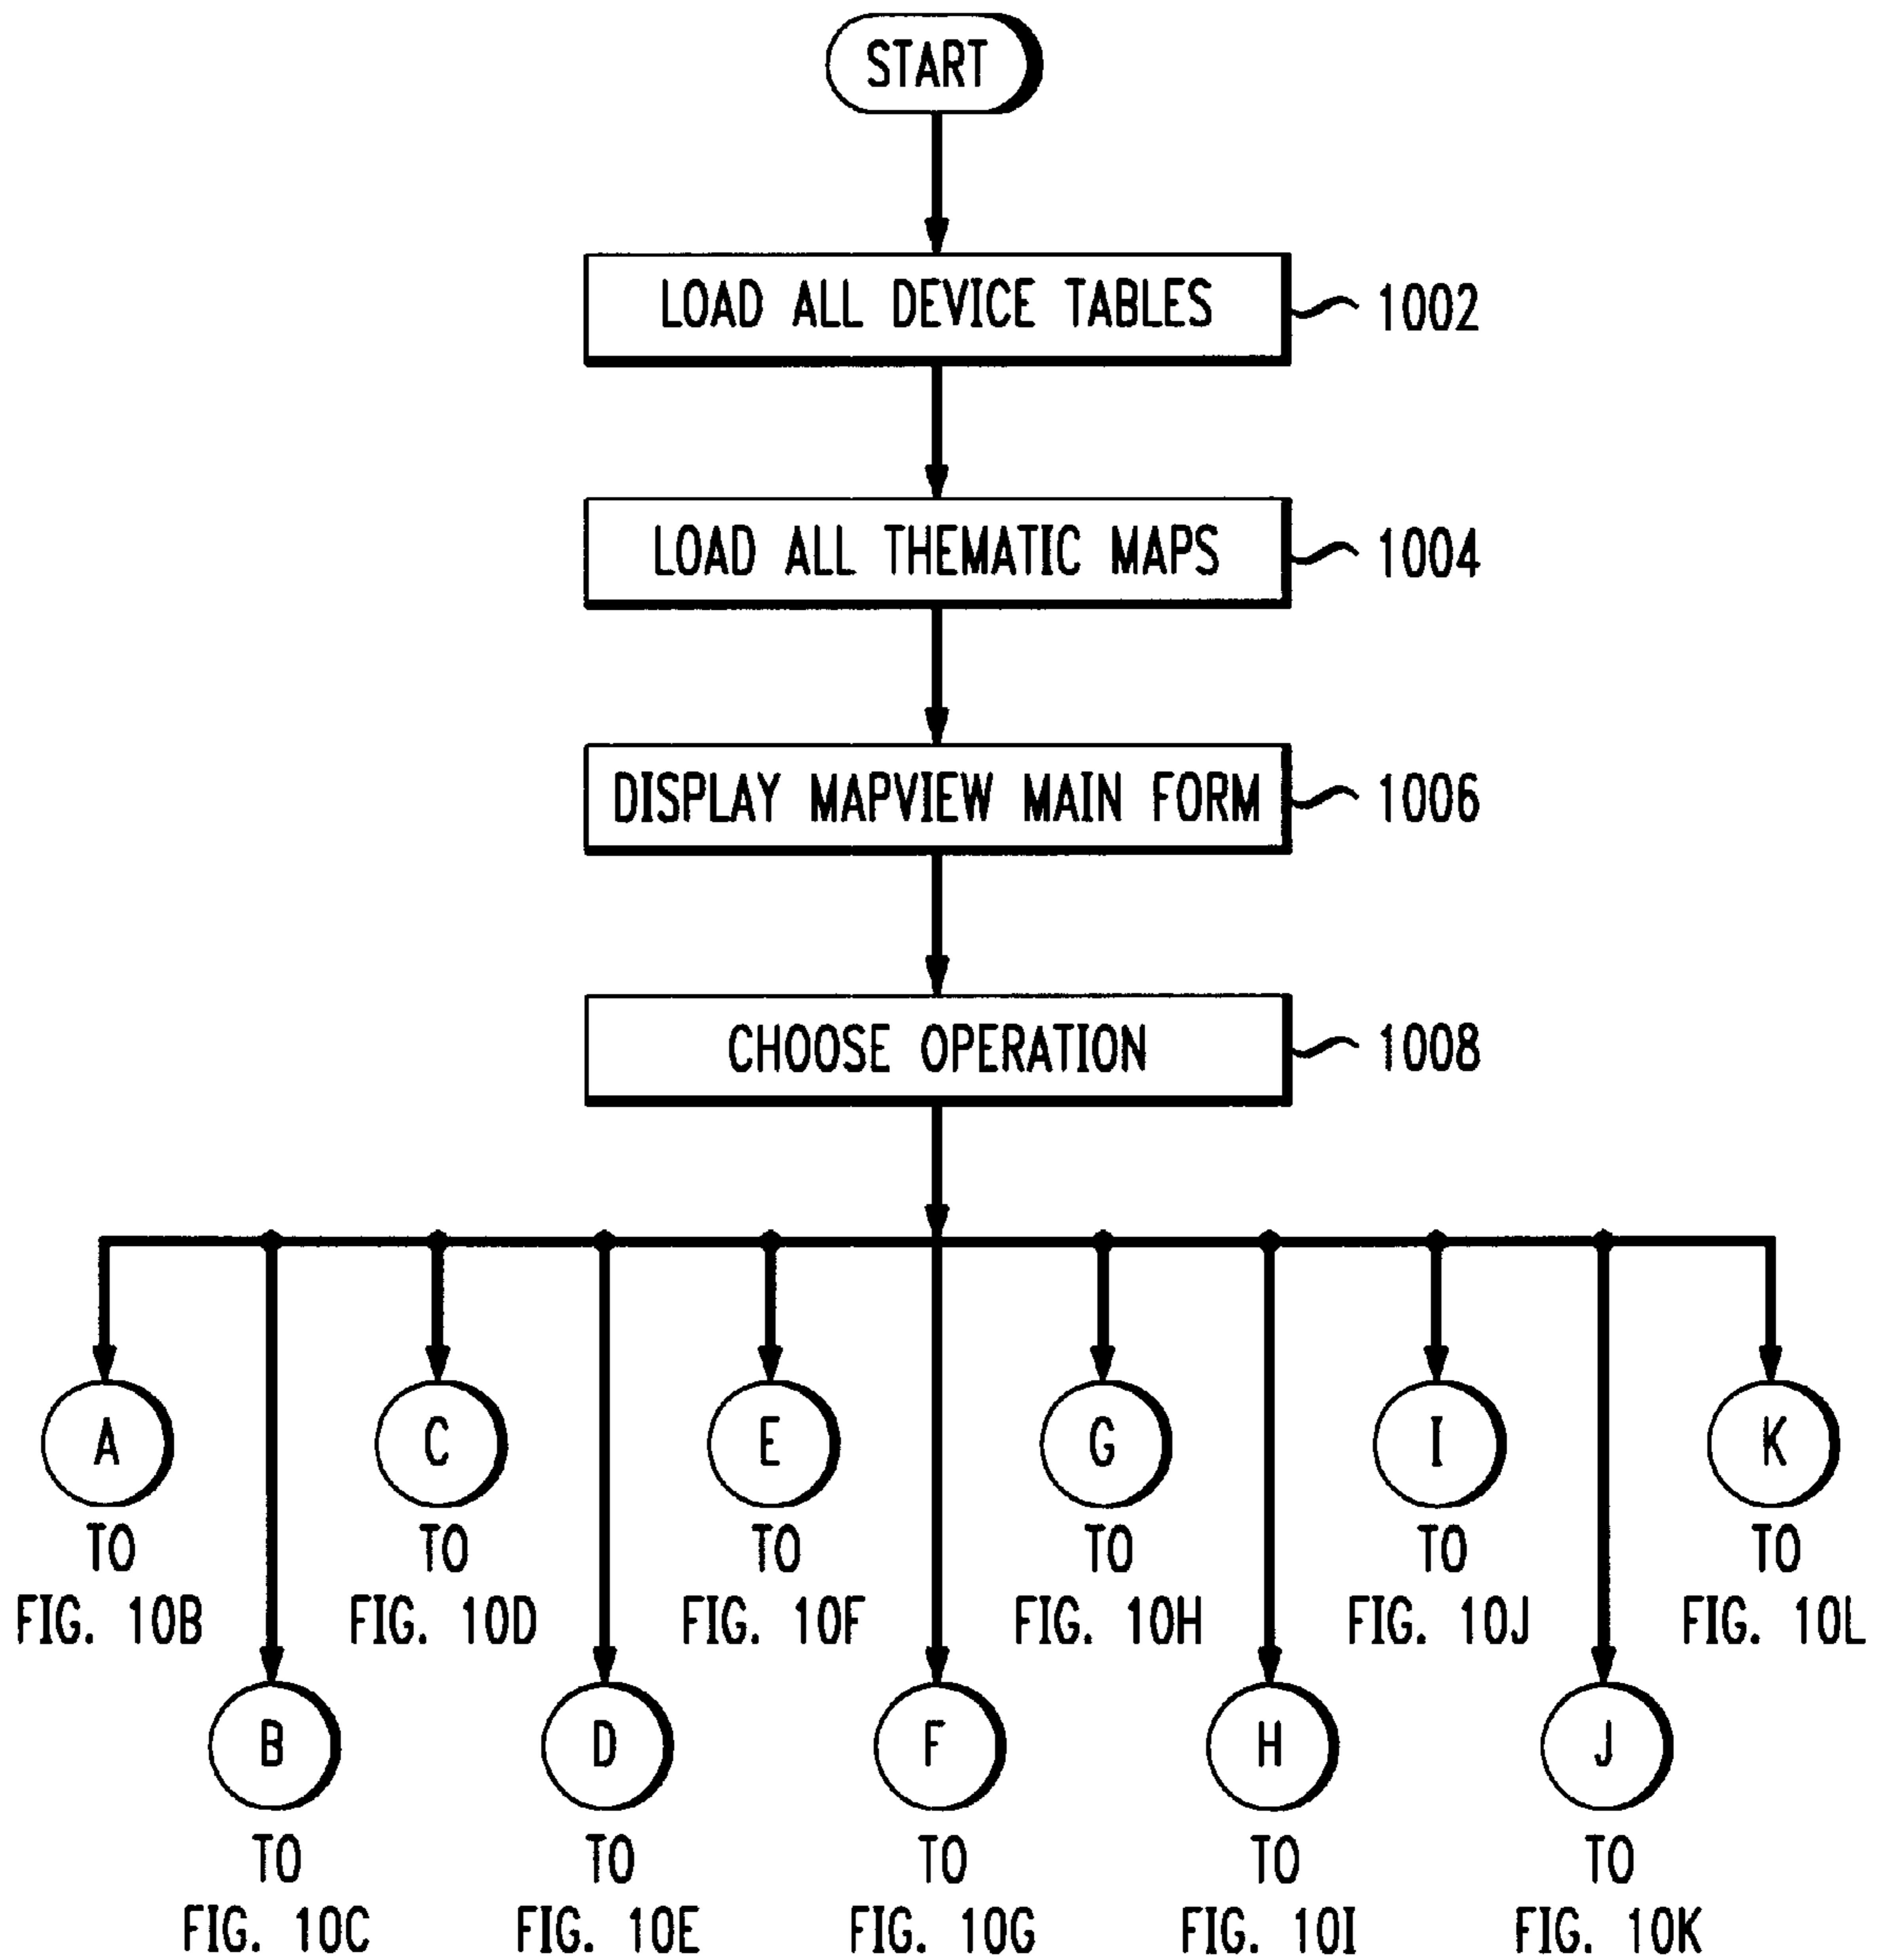 START
LOAD ALL DEVICE TABLES
1002
LOAD ALL THEMATIC MAPS
1004
DISPLAY MAPVIEW MAIN FORM
1006
CHOOSE OPERATION
1008
A
TO
FIG. 10B
B
TO
FIG. 10C
C
TO
FIG. 10D
D
TO
FIG. 10E
E
TO
FIG. 10F
F
TO
FIG. 10G
G
TO
FIG. 10H
H
TO
FIG. 10I
I
TO
FIG. 10J
J
TO
FIG. 10K
K
TO
FIG. 10L